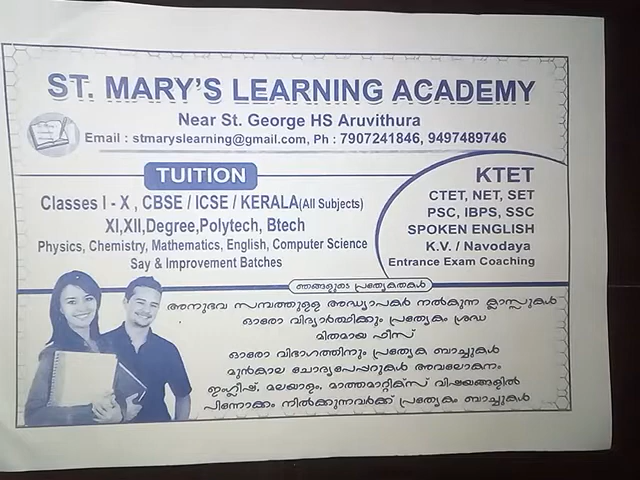 ST. MARY'S LEARNING ACADEMY
Near St. George HS Aruvithura
Email : stmaryslearning@gmail.com, Ph : 7907241846, 9497489746
TUITION
Classes I - X , CBSE / ICSE / KERALA(All Subjects)
XI,XII,Degree,Polytech, Btech
Physics, Chemistry, Mathematics, English, Computer Science
Say & Improvement Batches
KTET
CTET, NET, SET
PSC, IBPS, SSC
SPOKEN ENGLISH
K.V. / Navodaya
Entrance Exam Coaching
ഞങ്ങളുടെ പ്രത്യേകതകൾ
അനുഭവ സമ്പത്തുള്ള അദ്ധ്യാപകർ നൽകുന്ന ക്ലാസ്സുകൾ
ഓരോ വിദ്യാർത്ഥിക്കും പ്രത്യേകം ശ്രദ്ധ
മിതമായ ഫീസ്
ഓരോ വിഭാഗത്തിനും പ്രത്യേക ബാച്ചുകൾ
മുൻകാല ചോദ്യപേപ്പറുകൾ അവലോകനം
ഇംഗ്ലീഷ്, മലയാളം, മാത്തമാറ്റിക്സ് വിഷയങ്ങളിൽ
പിന്നോക്കം നിൽക്കുന്നവർക്ക് പ്രത്യേകം ബാച്ചുകൾ